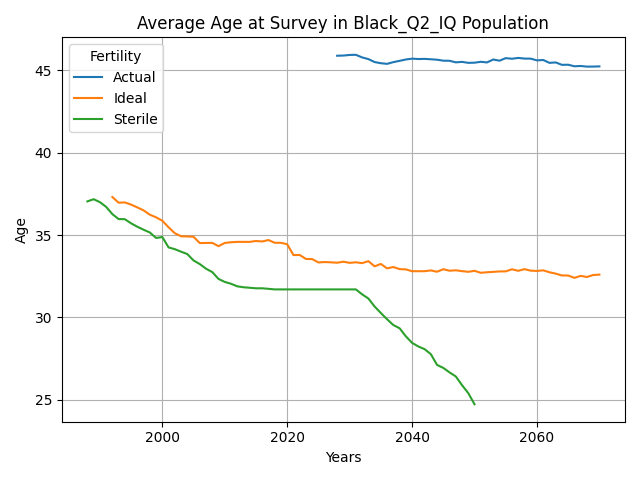 Average Age at Survey in Black_Q2_IQ Population
Fertility
Actual
Ideal
Sterile
Age
45
40
35
30
25
2000
2020
2040
2060
Years